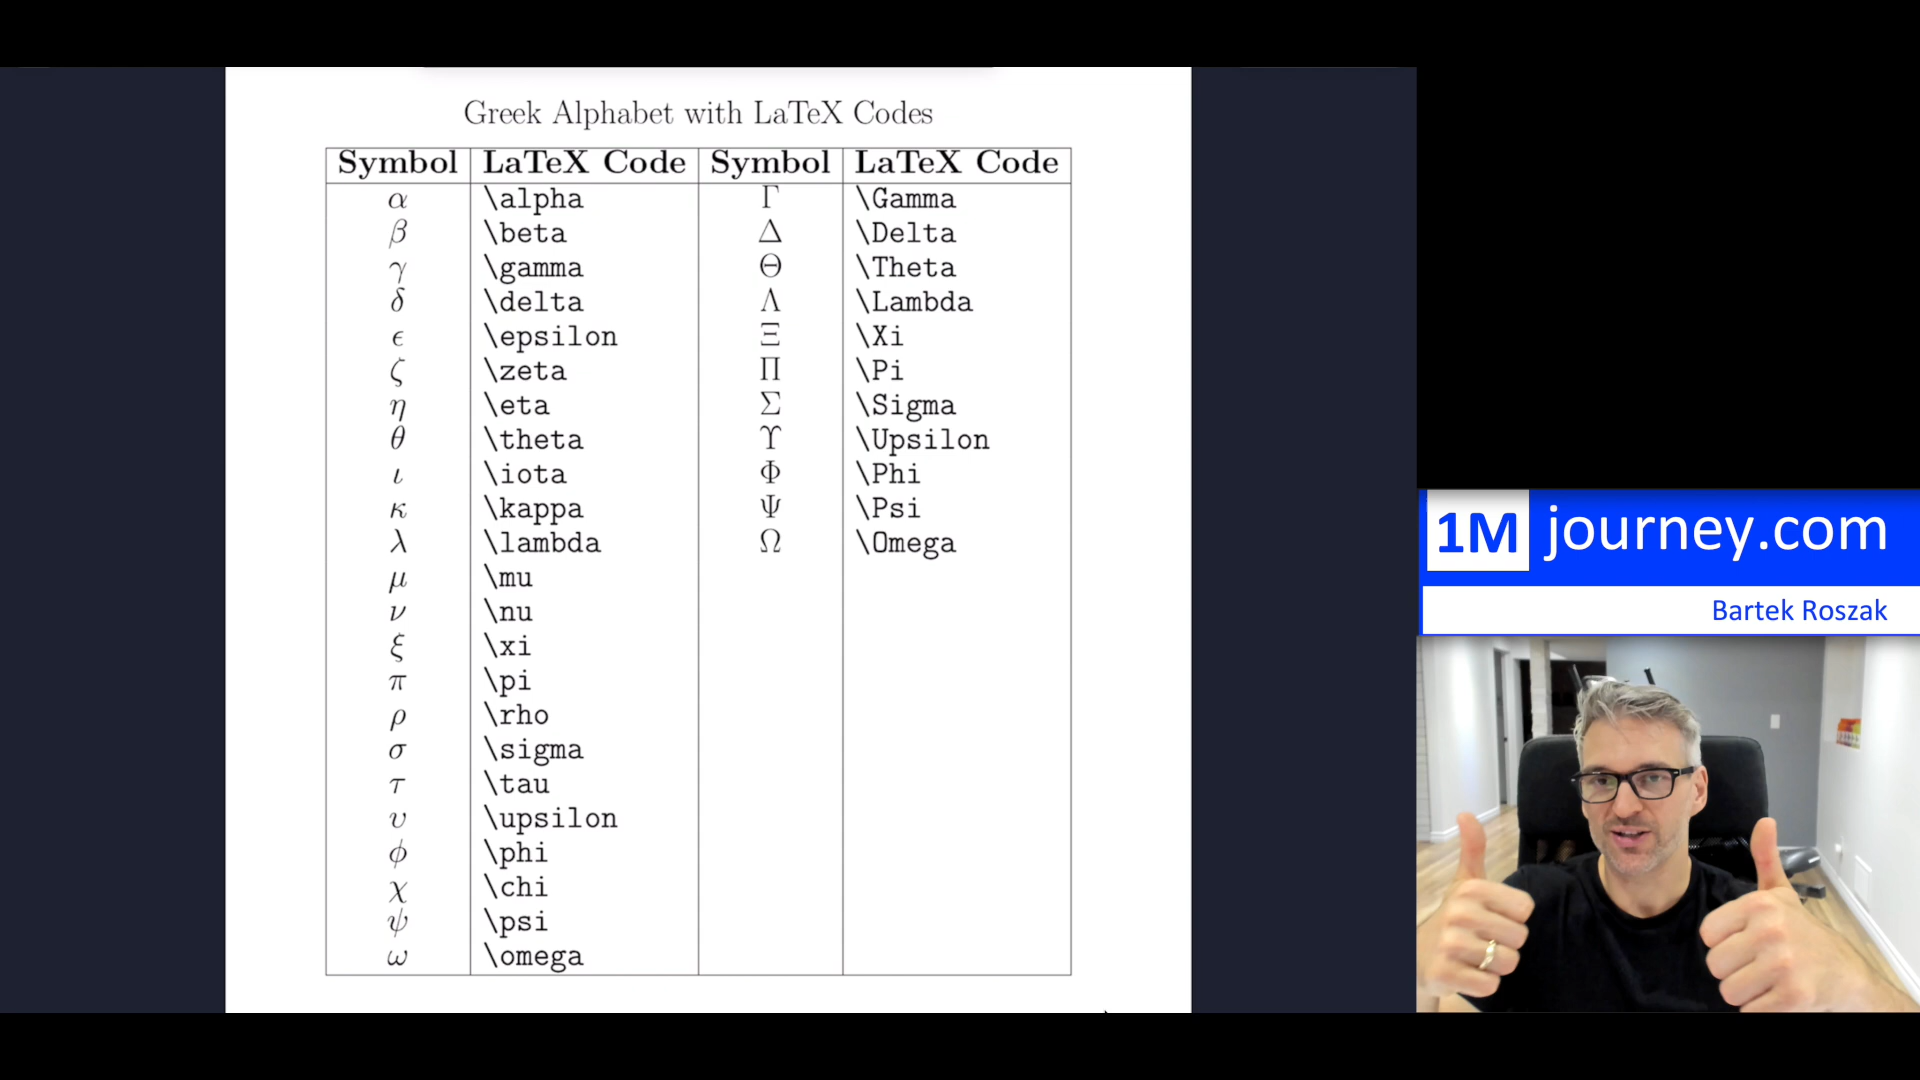 Greek Alphabet with LaTeX Codes
Symbol LaTeX Code Symbol LaTeX Code
α \alpha Γ \Gamma
β \beta Δ \Delta
γ \gamma Θ \Theta
δ \delta Λ \Lambda
ϵ \epsilon Ξ \Xi
ζ \zeta Π \Pi
η \eta Σ \Sigma
θ \theta ϒ \Upsilon
ι \iota Φ \Phi
κ \kappa Ψ \Psi
λ \lambda Ω \Omega
μ \mu
ν \nu
ξ \xi
π \pi
ρ \rho
σ \sigma
τ \tau
υ \upsilon
ϕ \phi
χ \chi
ψ \psi
ω \omega
1M journey.com
Bartek Roszak